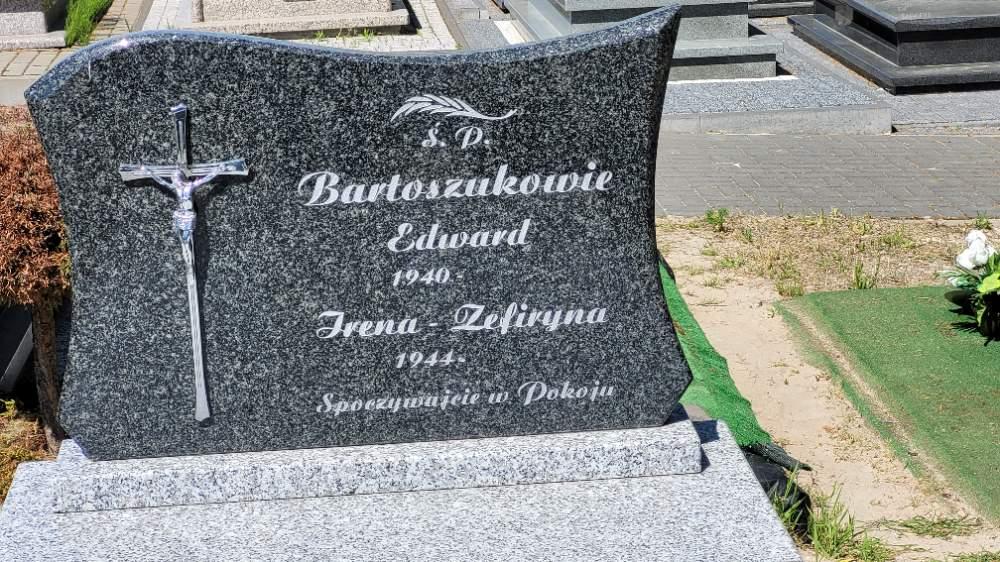 Ś. P.
Bartoszukowie
Edward
1940 -
Irena - Zefiryna
1944 -
Spoczywajcie w Pokoju